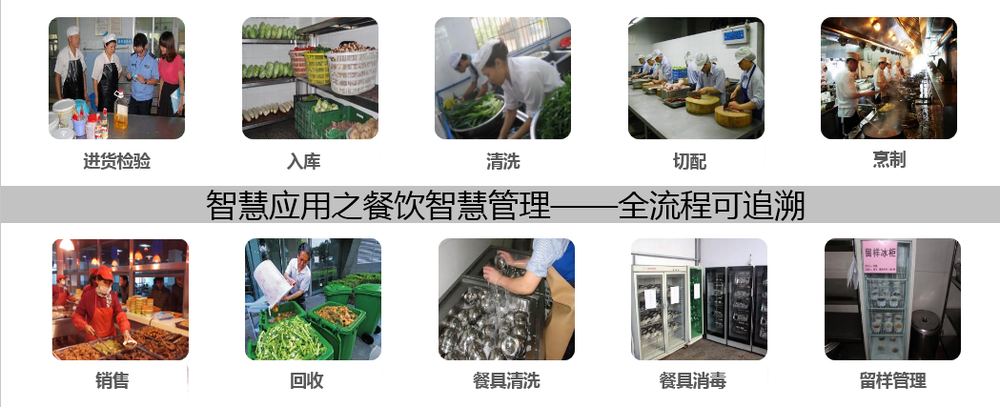 进货检验
入库
清洗
切配
烹制
智慧应用之餐饮智慧管理——全流程可追溯
留样冰柜
销售
回收
餐具清洗
餐具消毒
留样管理